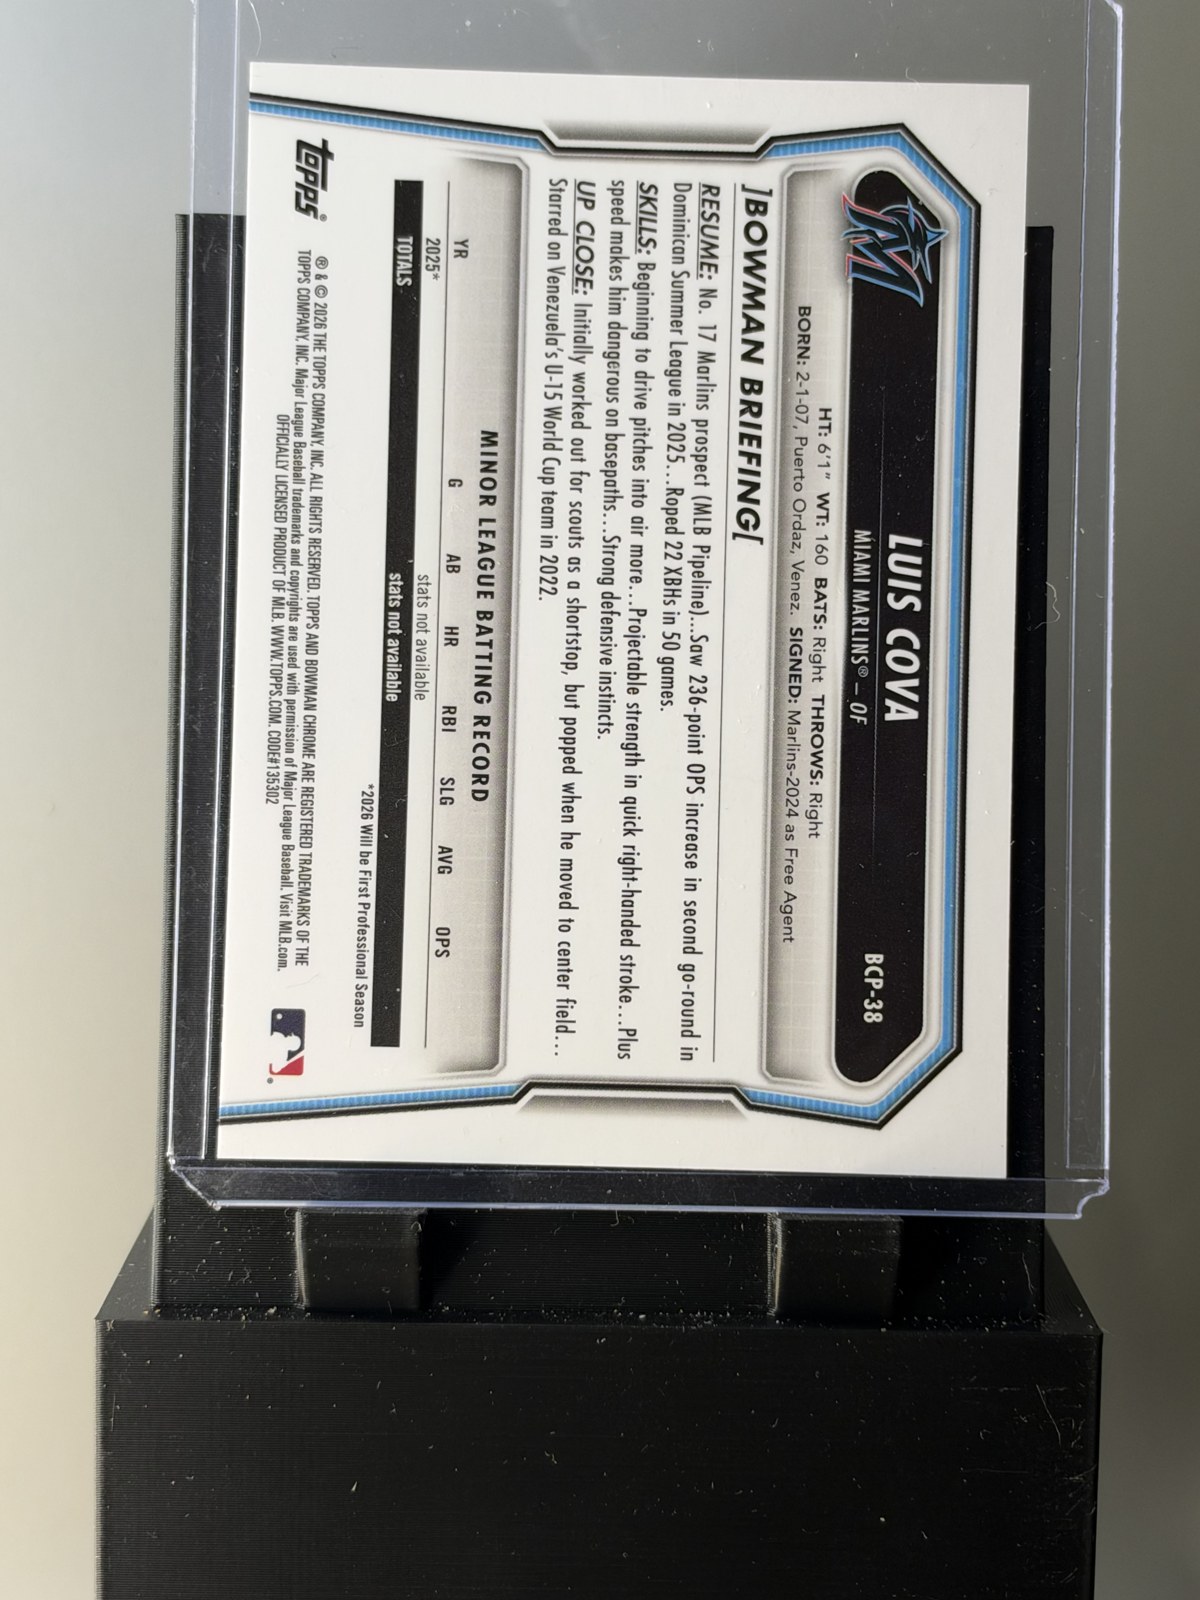 LUIS COVA
MIAMI MARLINS® – OF
BCP-38
HT: 6'1" WT: 160 BATS: Right THROWS: Right
BORN: 2-1-07, Puerto Ordaz, Venez. SIGNED: Marlins-2024 as Free Agent
]BOWMAN BRIEFING[
RESUME: No. 17 Marlins prospect (MLB Pipeline)...Saw 236-point OPS increase in second go-round in
Dominican Summer League in 2025...Roped 22 XBHs in 50 games.
SKILLS: Beginning to drive pitches into air more...Projectable strength in quick right-handed stroke...Plus
speed makes him dangerous on basepaths...Strong defensive instincts.
UP CLOSE: Initially worked out for scouts as a shortstop, but popped when he moved to center field...
Starred on Venezuela's U-15 World Cup team in 2022.
MINOR LEAGUE BATTING RECORD
YR G AB HR RBI SLG AVG OPS
2025* stats not available
TOTALS stats not available
*2026 Will be First Professional Season
topps®
® & © 2026 THE TOPPS COMPANY, INC. ALL RIGHTS RESERVED. TOPPS AND BOWMAN CHROME ARE REGISTERED TRADEMARKS OF THE
TOPPS COMPANY, INC. Major League Baseball trademarks and copyrights are used with permission of Major League Baseball. Visit MLB.com.
OFFICIALLY LICENSED PRODUCT OF MLB. WWW.TOPPS.COM. CODE#135302